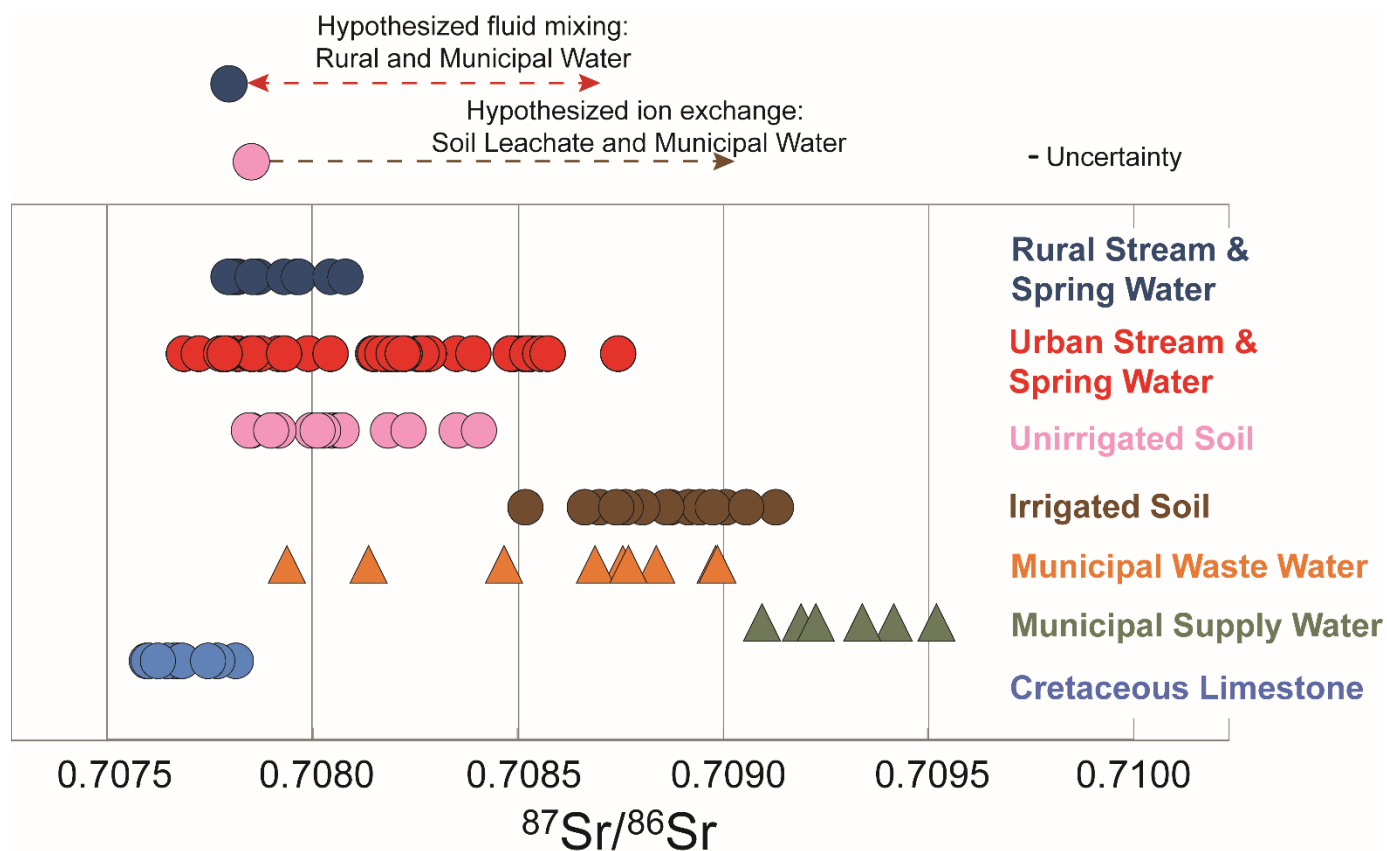 Hypothesized fluid mixing:
Rural and Municipal Water
Hypothesized ion exchange:
Soil Leachate and Municipal Water
- Uncertainty
Rural Stream &
Spring Water
Urban Stream &
Spring Water
Unirrigated Soil
Irrigated Soil
Municipal Waste Water
Municipal Supply Water
Cretaceous Limestone
0.7075 0.7080 0.7085 0.7090 0.7095 0.7100
⁸⁷Sr/⁸⁶Sr